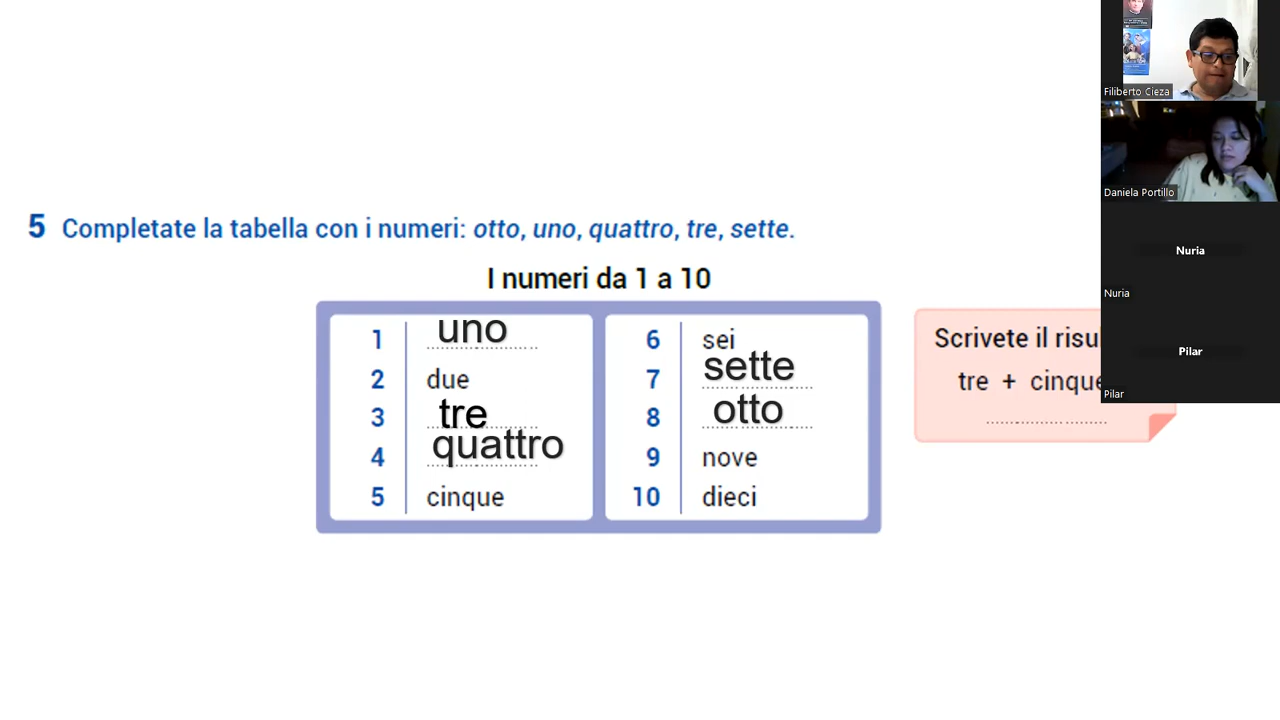 5 Completate la tabella con i numeri: otto, uno, quattro, tre, sette.
I numeri da 1 a 10
1 uno
2 due
3 tre
4 quattro
5 cinque
6 sei
7 sette
8 otto
9 nove
10 dieci
Scrivete il risu
tre + cinque
Filiberto Cieza
Daniela Portillo
Nuria
Nuria
Pilar
Pilar